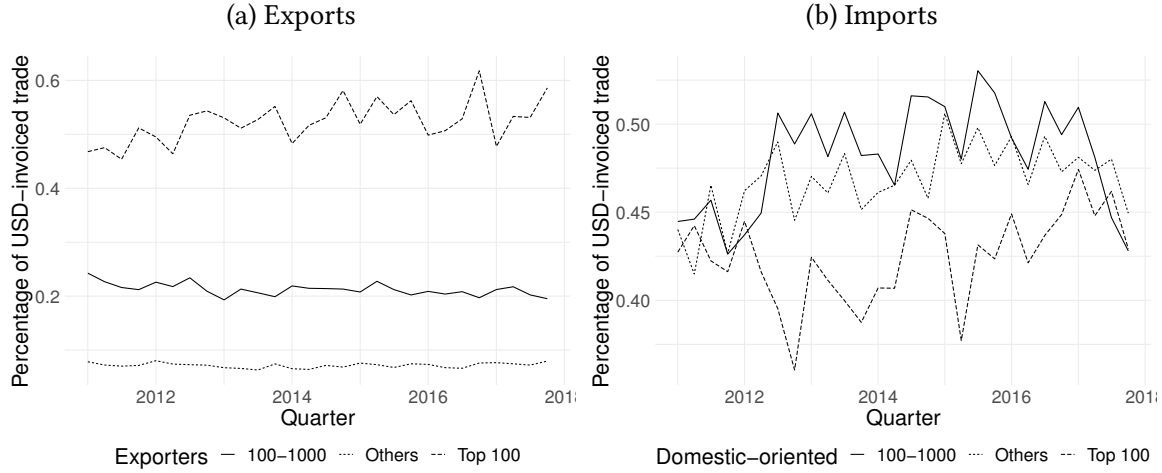 (a) Exports
Percentage of USD−invoiced trade
0.6
0.4
0.2
2012
2014
2016
2018
Quarter
Exporters 100−1000 Others Top 100
(b) Imports
Percentage of USD−invoiced trade
0.50
0.45
0.40
2012
2014
2016
2018
Quarter
Domestic−oriented 100−1000 Others Top 100